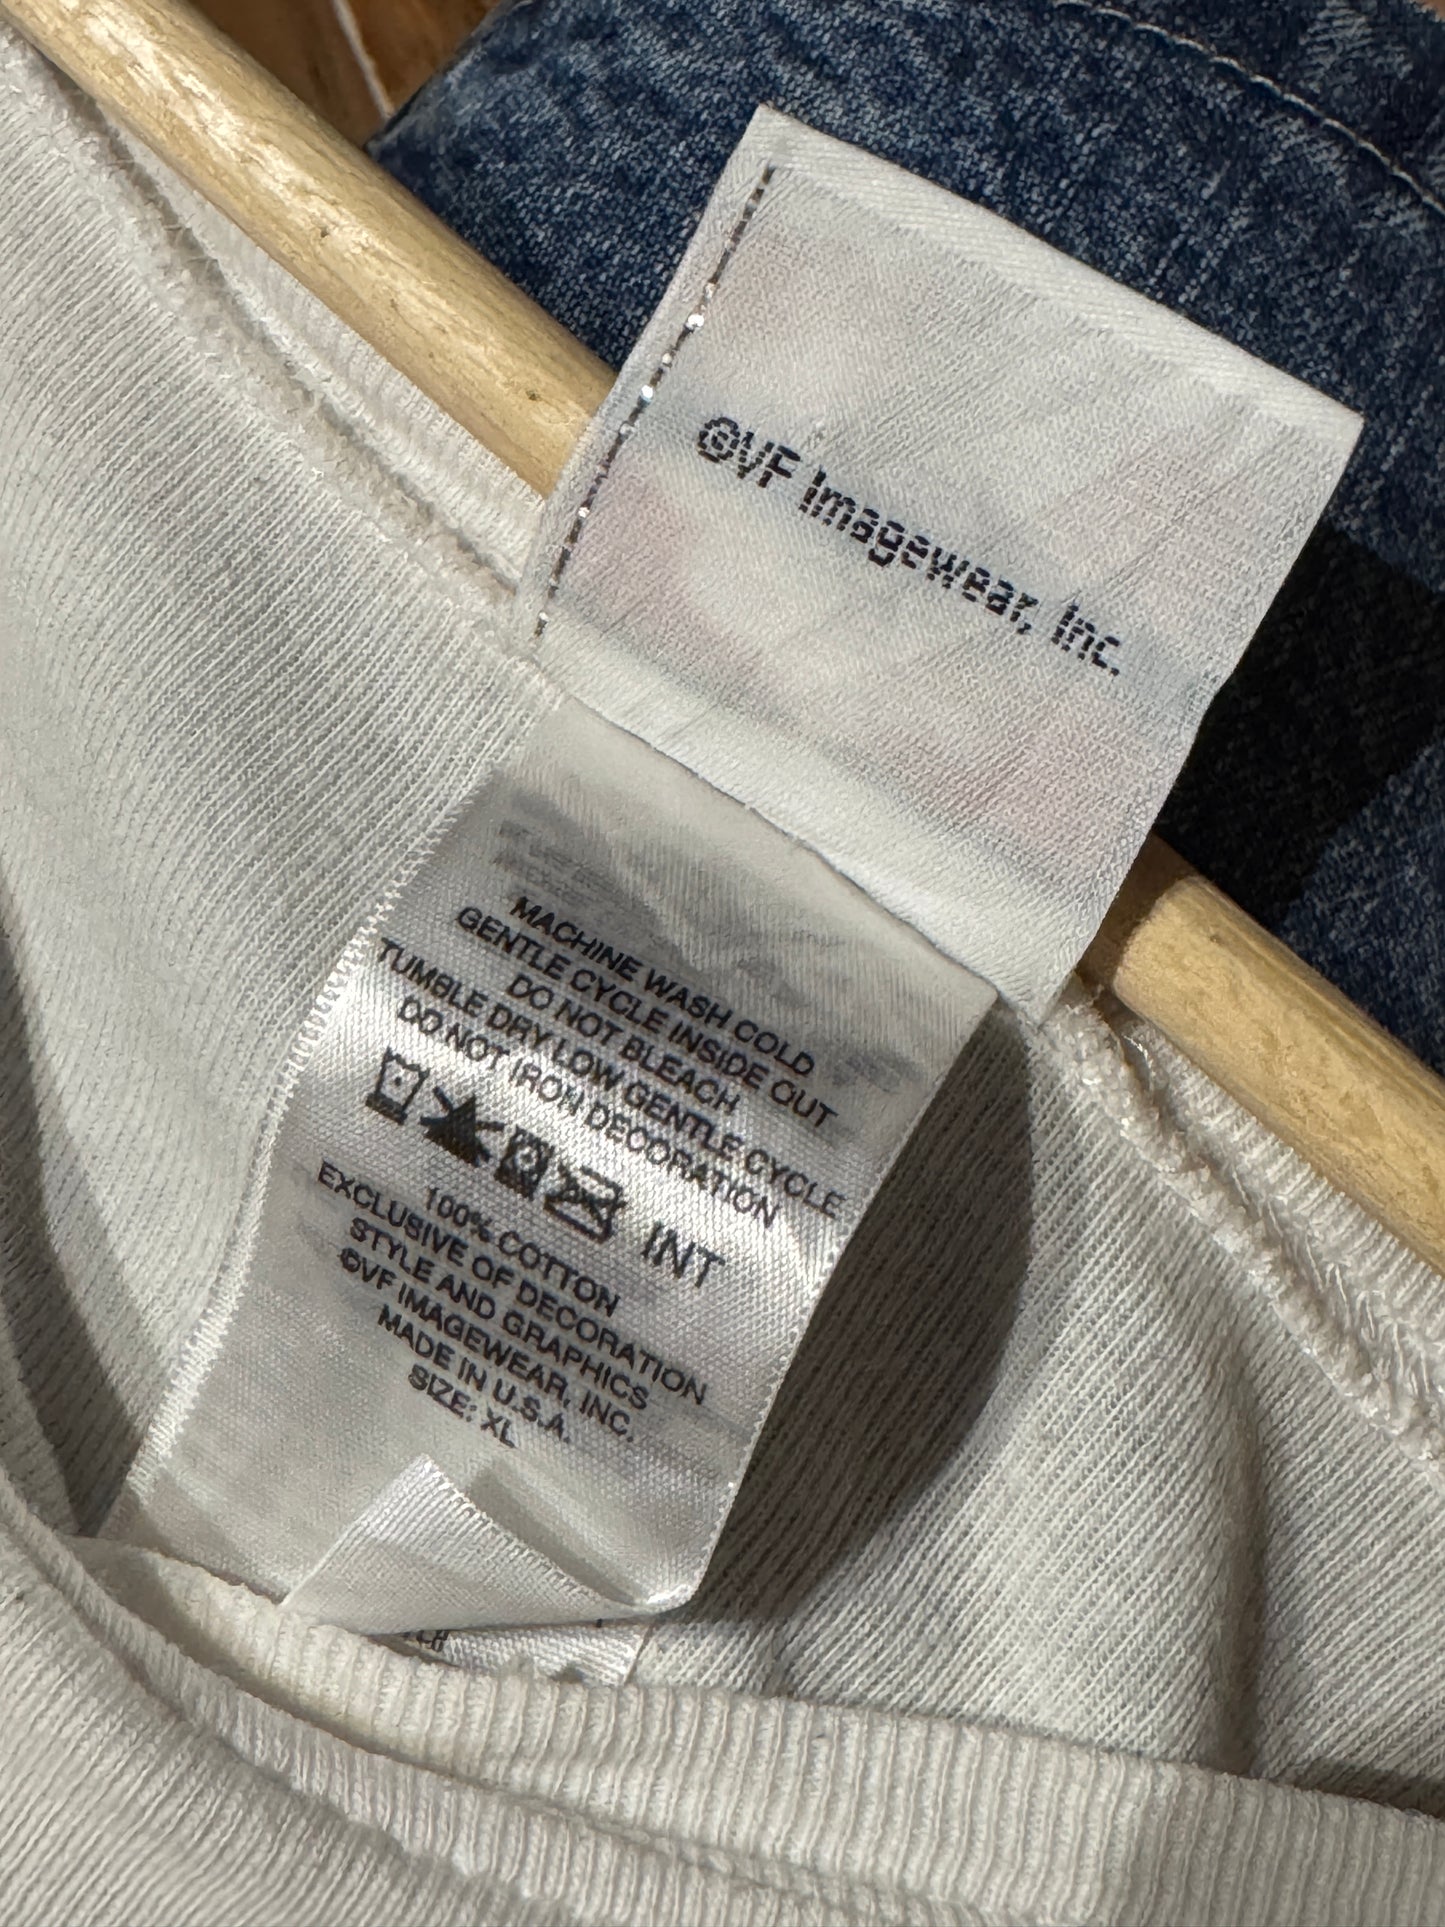 ©VF Imagewear, Inc.
MACHINE WASH COLD
GENTLE CYCLE INSIDE OUT
DO NOT BLEACH
TUMBLE DRY LOW GENTLE CYCLE
DO NOT IRON DECORATION
INT
100% COTTON
EXCLUSIVE OF DECORATION
STYLE AND GRAPHICS
©VF IMAGEWEAR, INC.
MADE IN U.S.A.
SIZE: XL